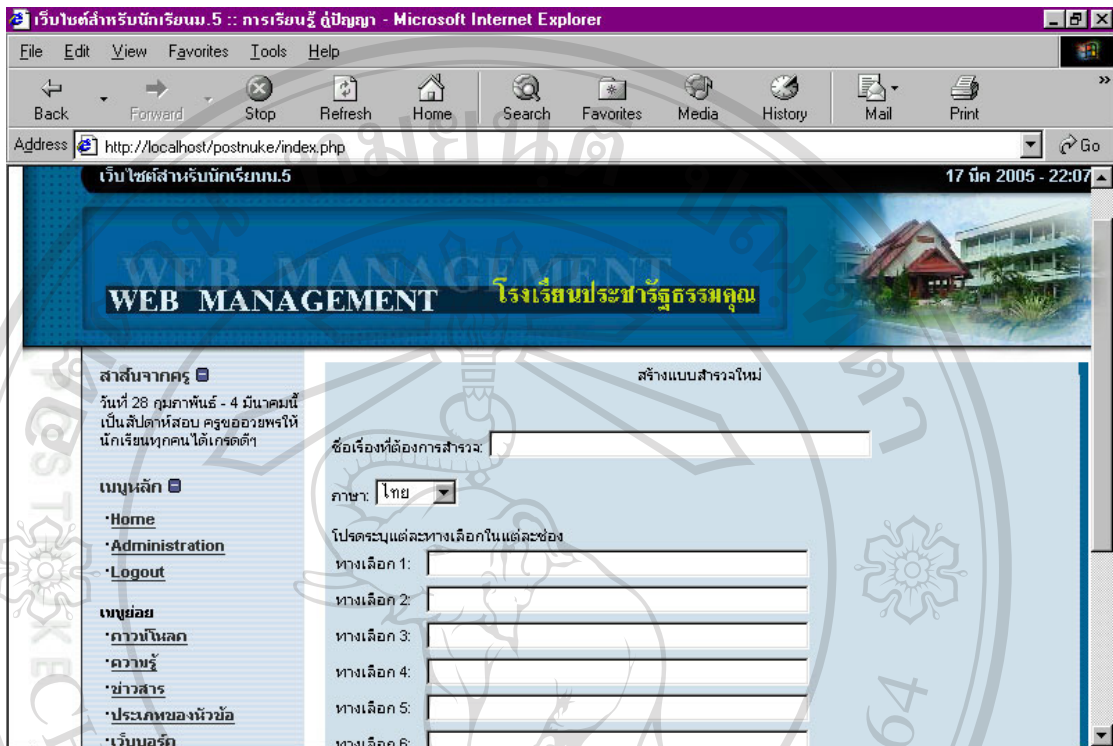 เว็บไซต์สำหรับนักเรียนม.5 :: การเรียนรู้ คู่ปัญญา - Microsoft Internet Explorer
File Edit View Favorites Tools Help
Back Forward Stop Refresh Home Search Favorites Media History Mail Print
Address http://localhost/postnuke/index.php Go
เว็บไซต์สำหรับนักเรียนม.5 17 มีค 2005 - 22:07
WEB MANAGEMENT
WEB MANAGEMENT โรงเรียนประชารัฐธรรมคุณ
สาส์นจากครู
วันที่ 28 กุมภาพันธ์ - 4 มีนาคมนี้
เป็นสัปดาห์สอบ ครูขออวยพรให้
นักเรียนทุกคนได้เกรดดีๆ
เมนูหลัก
·Home
·Administration
·Logout
เมนูย่อย
·ดาวน์โหลด
·ความรู้
·ข่าวสาร
·ประเภทของหัวข้อ
·เว็บบอร์ด
สร้างแบบสำรวจใหม่
ชื่อเรื่องที่ต้องการสำรวจ:
ภาษา: ไทย
โปรดระบุแต่ละทางเลือกในแต่ละช่อง
ทางเลือก 1:
ทางเลือก 2:
ทางเลือก 3:
ทางเลือก 4:
ทางเลือก 5:
ทางเลือก 6: